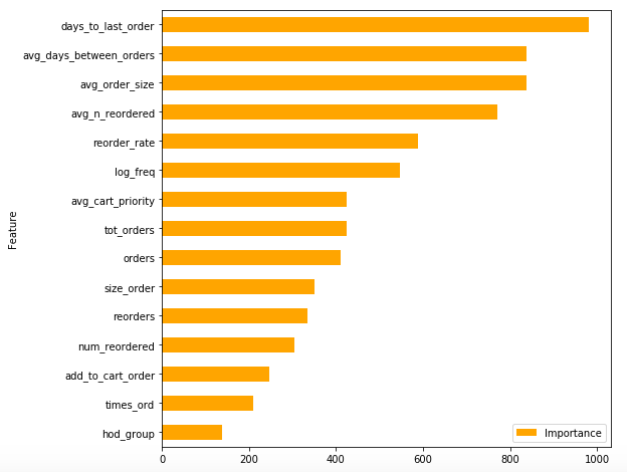 days_to_last_order
avg_days_between_orders
avg_order_size
avg_n_reordered
reorder_rate
log_freq
avg_cart_priority
tot_orders
orders
size_order
reorders
num_reordered
add_to_cart_order
times_ord
hod_group
Feature
Importance
0 200 400 600 800 1000